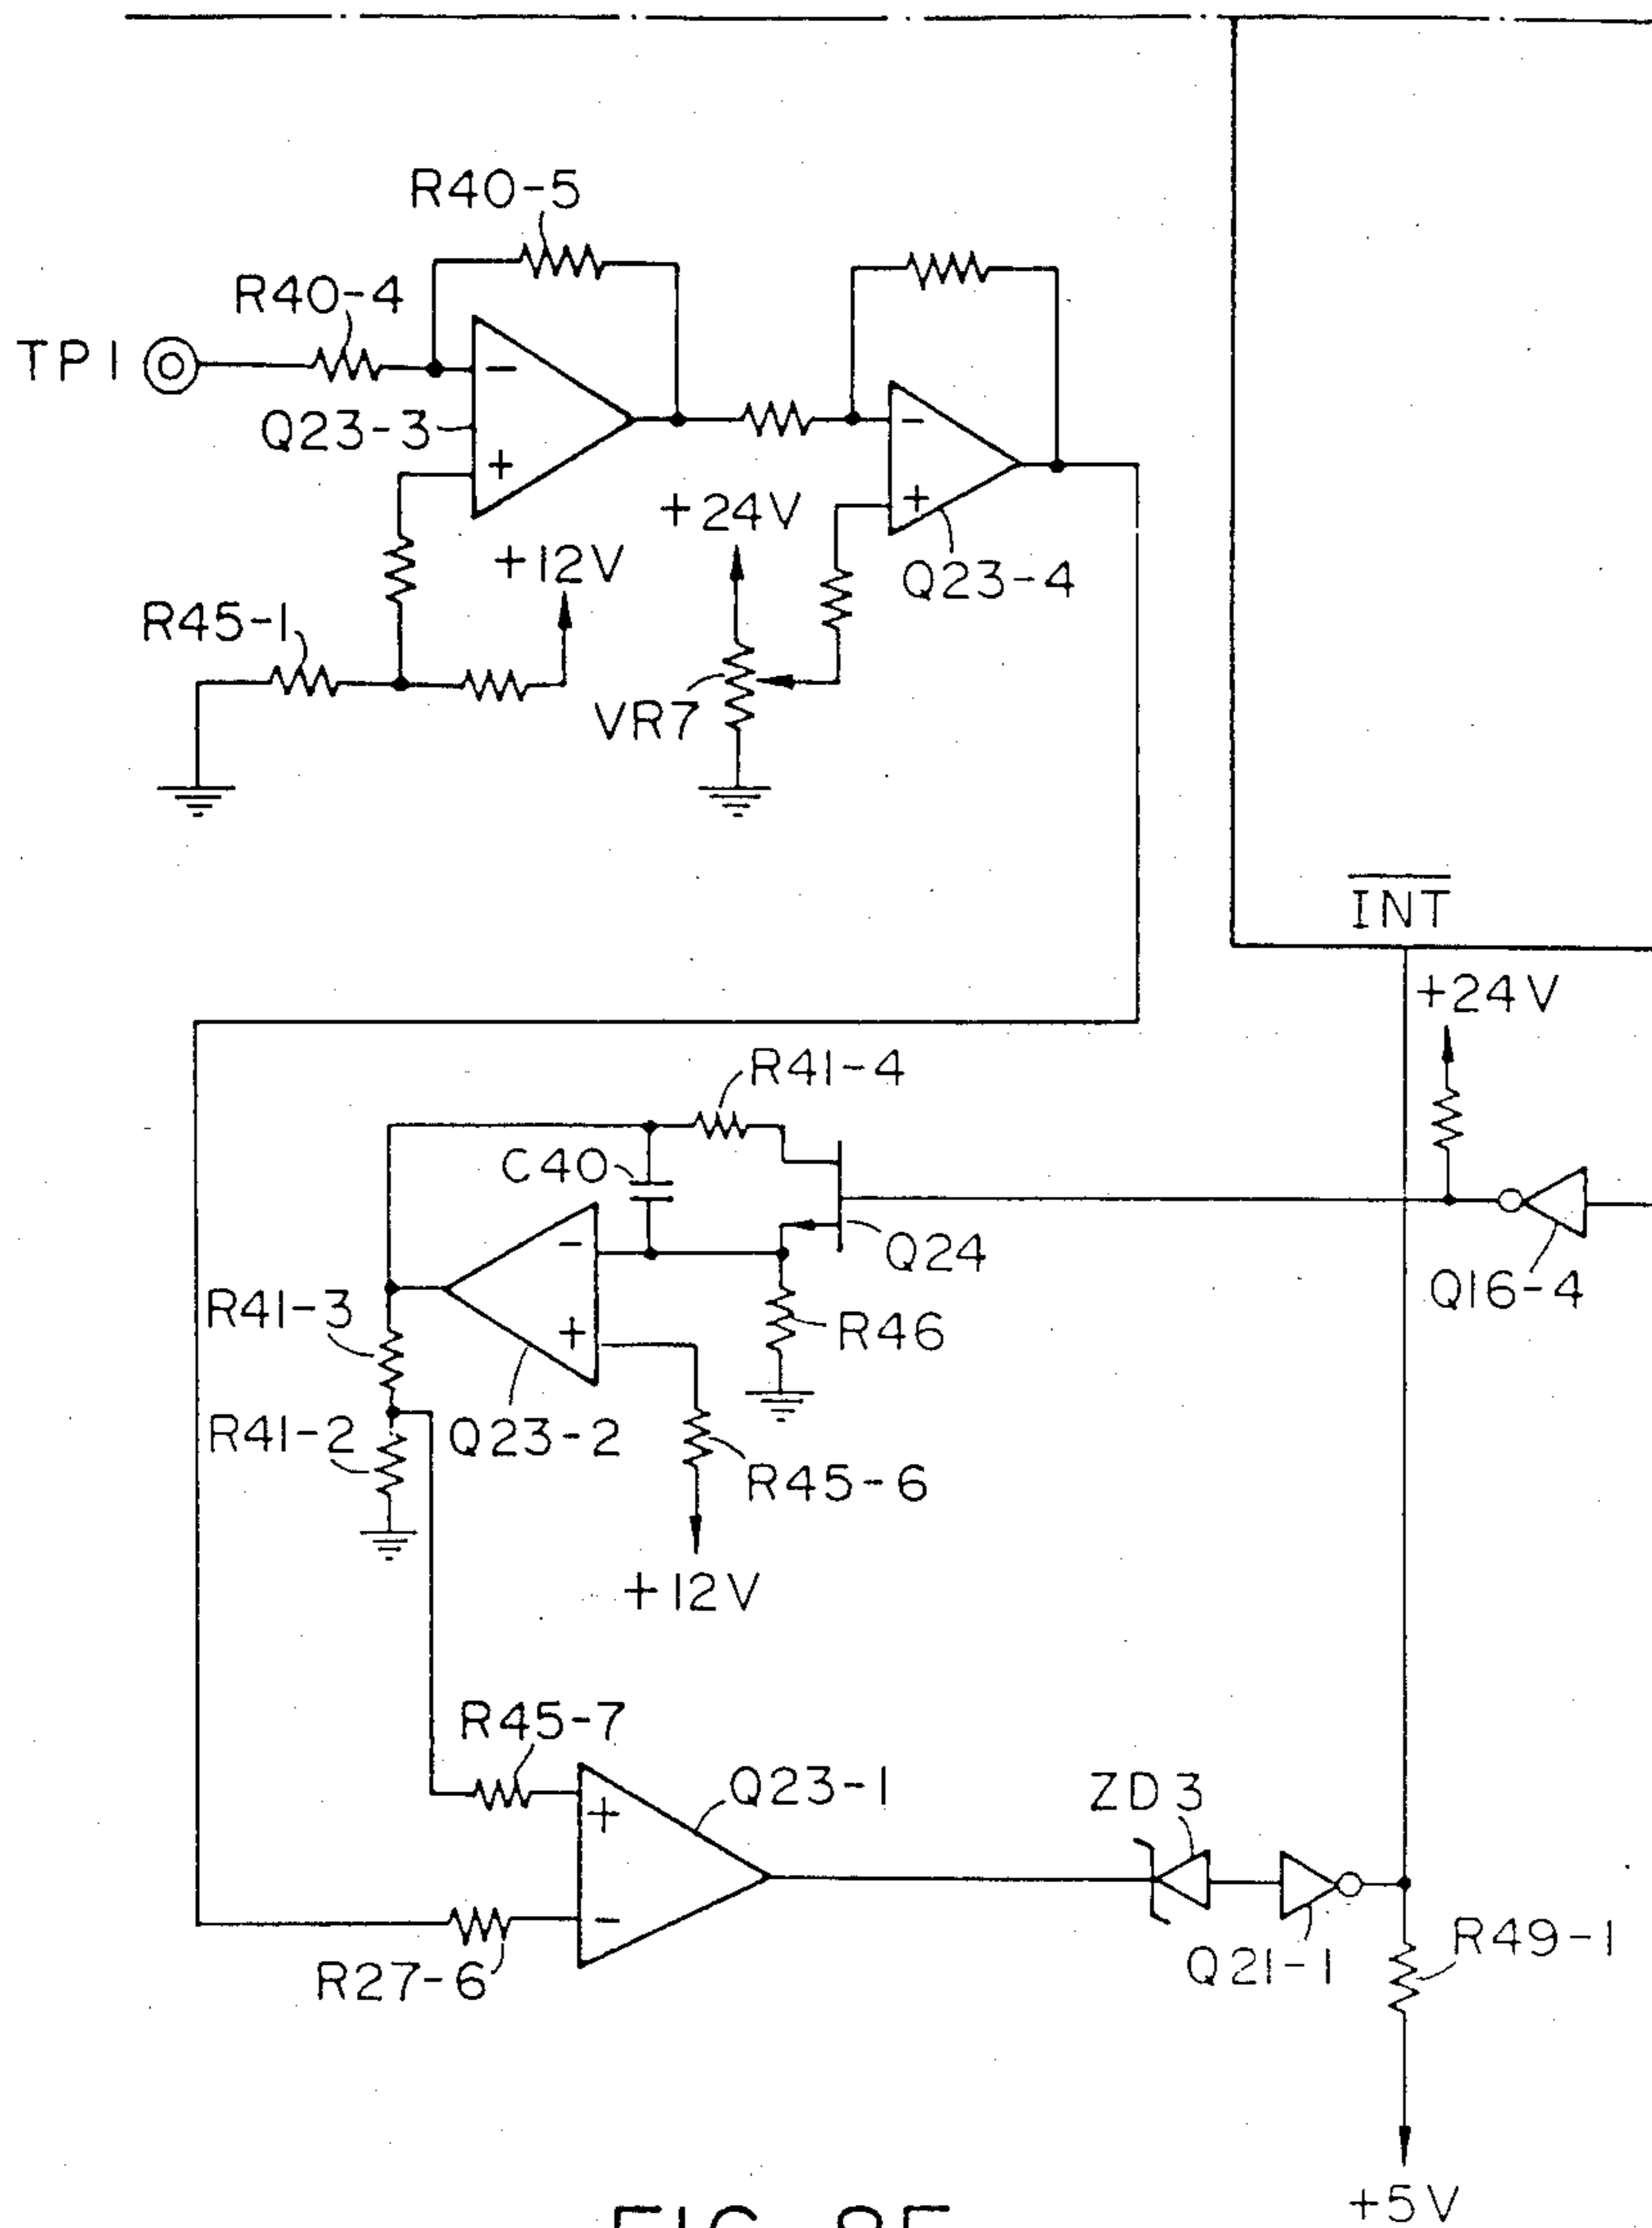 R40-5
R40-4
TP1
Q23-3
+24V
+12V
Q23-4
R45-1
VR7
INT
+24V
R41-4
C40
Q24
Q16-4
R41-3
R46
R41-2
Q23-2
R45-6
+12V
R45-7
Q23-1
ZD3
R49-1
Q21-1
R27-6
+5V